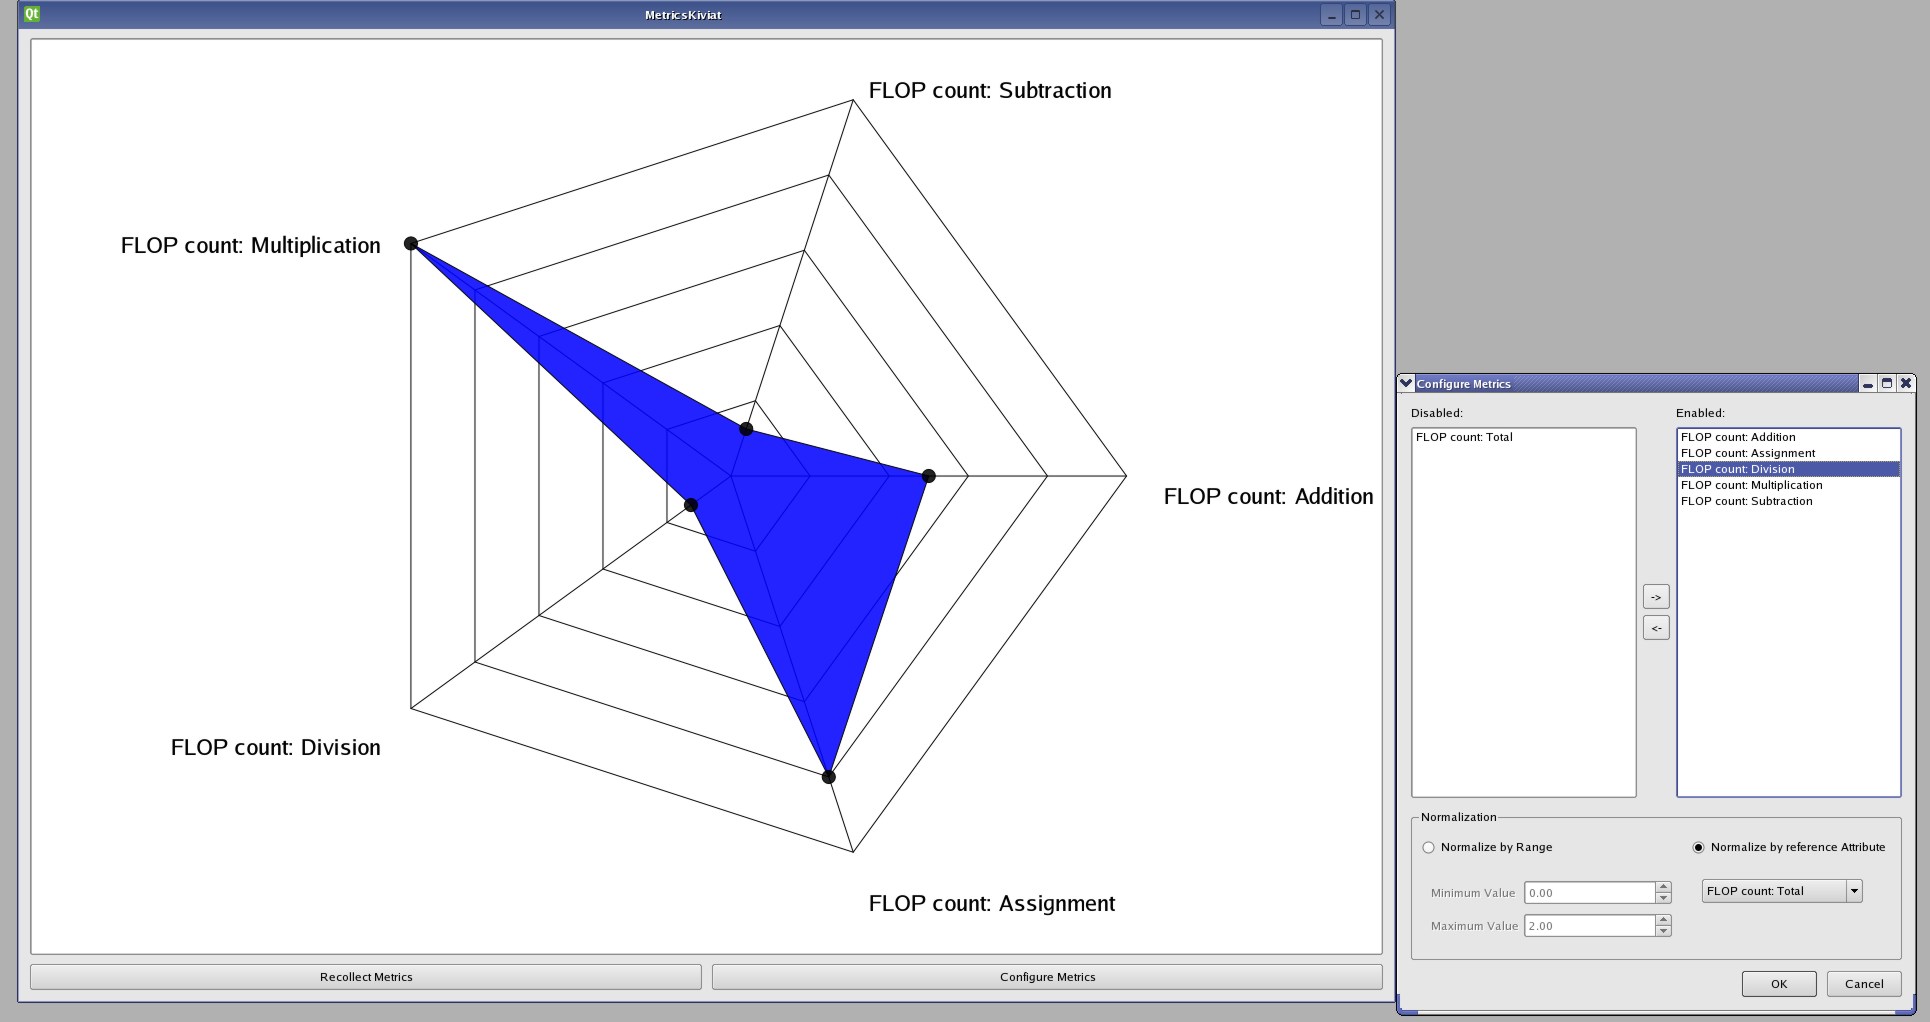 Qt
MetricsKiviat
FLOP count: Subtraction
FLOP count: Multiplication
FLOP count: Addition
FLOP count: Division
FLOP count: Assignment
Recollect Metrics
Configure Metrics
Configure Metrics
Disabled:
FLOP count: Total
->
<-
Enabled:
FLOP count: Addition
FLOP count: Assignment
FLOP count: Division
FLOP count: Multiplication
FLOP count: Subtraction
Normalization
Normalize by Range
Minimum Value 0.00
Maximum Value 2.00
Normalize by reference Attribute
FLOP count: Total
OK
Cancel